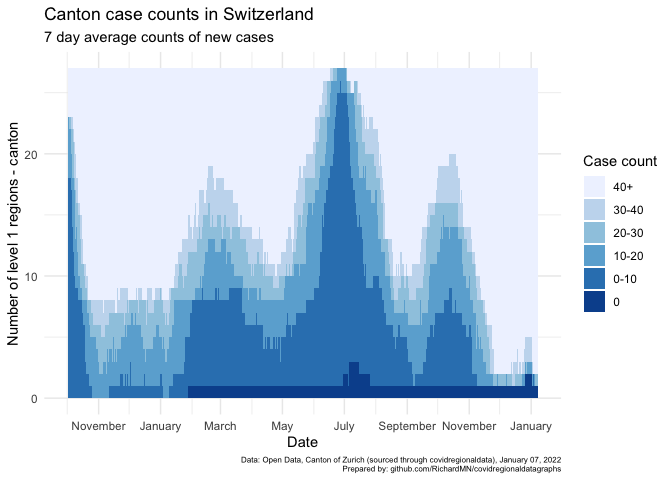 Canton case counts in Switzerland
7 day average counts of new cases
Number of level 1 regions - canton
20
10
0
November January March May July September November January
Date
Case count
40+
30-40
20-30
10-20
0-10
0
Data: Open Data, Canton of Zurich (sourced through covidregionaldata), January 07, 2022
Prepared by: github.com/RichardMN/covidregionaldatagraphs